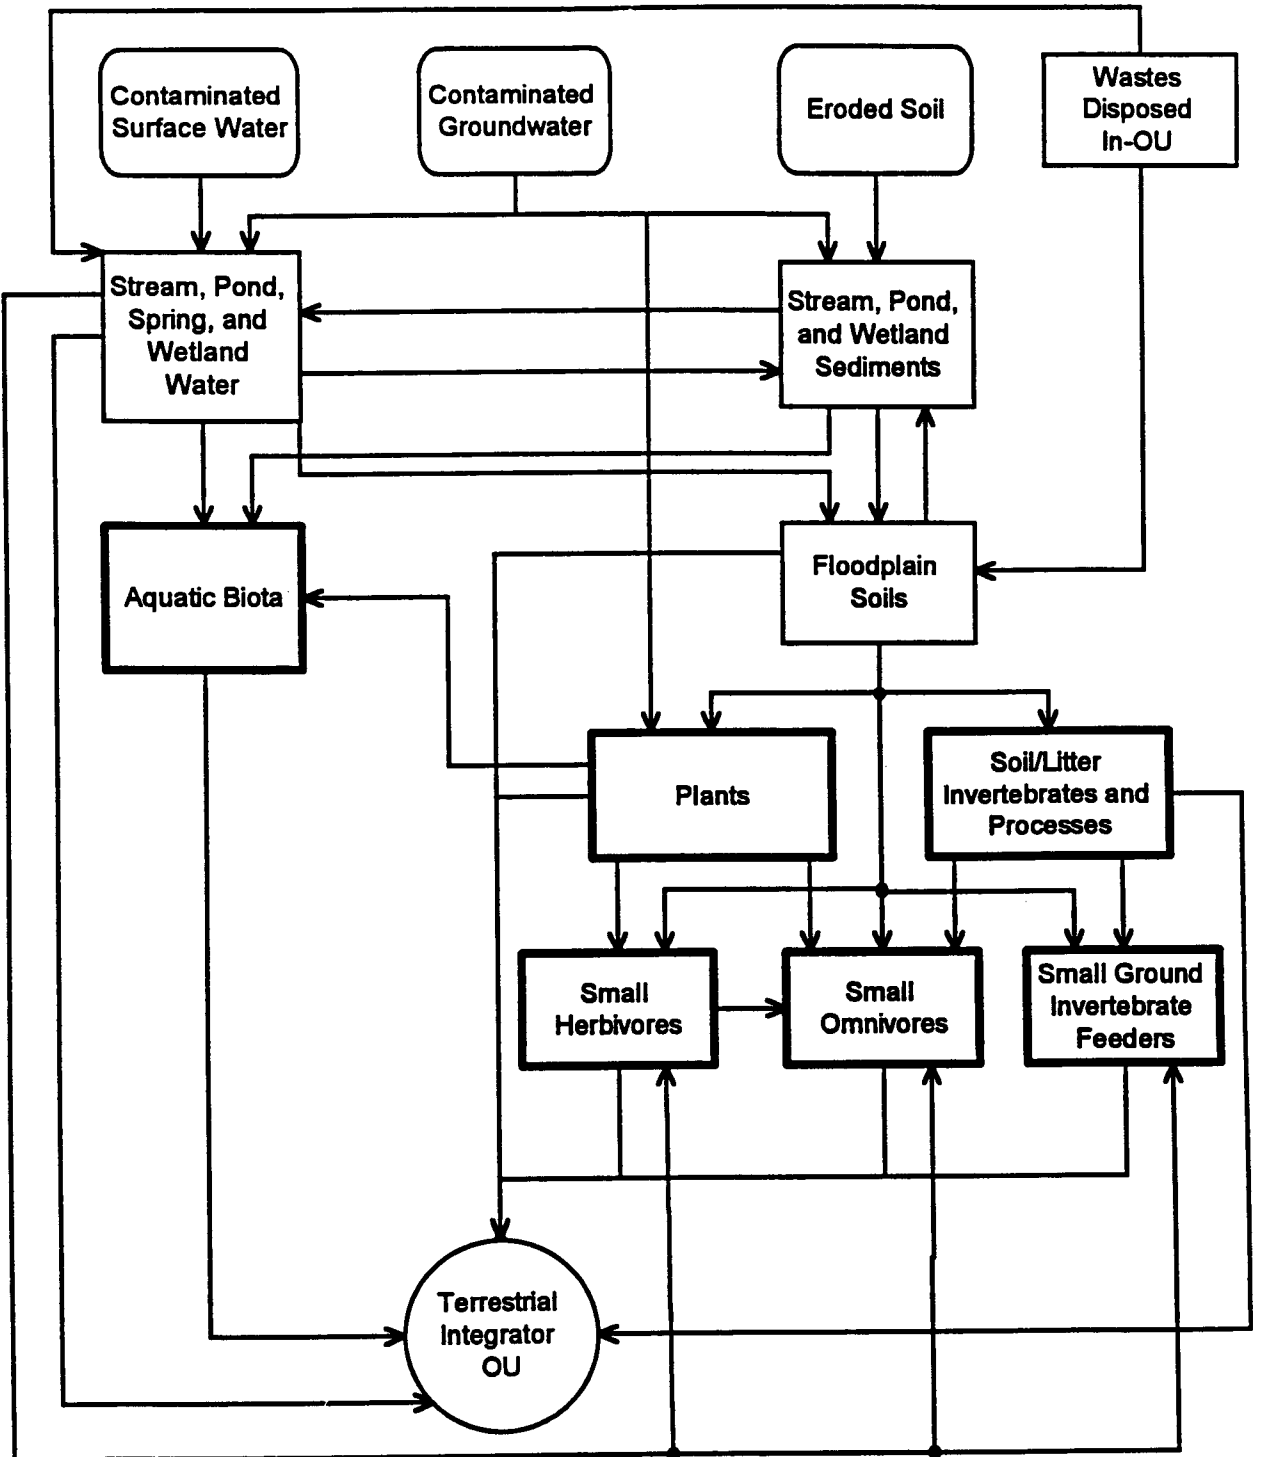 Contaminated
Surface Water
Contaminated
Groundwater
Eroded Soil
Wastes
Disposed
In-OU
Stream, Pond,
Spring, and
Wetland
Water
Stream, Pond,
and Wetland
Sediments
Aquatic Biota
Floodplain
Soils
Plants
Soil/Litter
Invertebrates and
Processes
Small
Herbivores
Small
Omnivores
Small Ground
Invertebrate
Feeders
Terrestrial
Integrator
OU